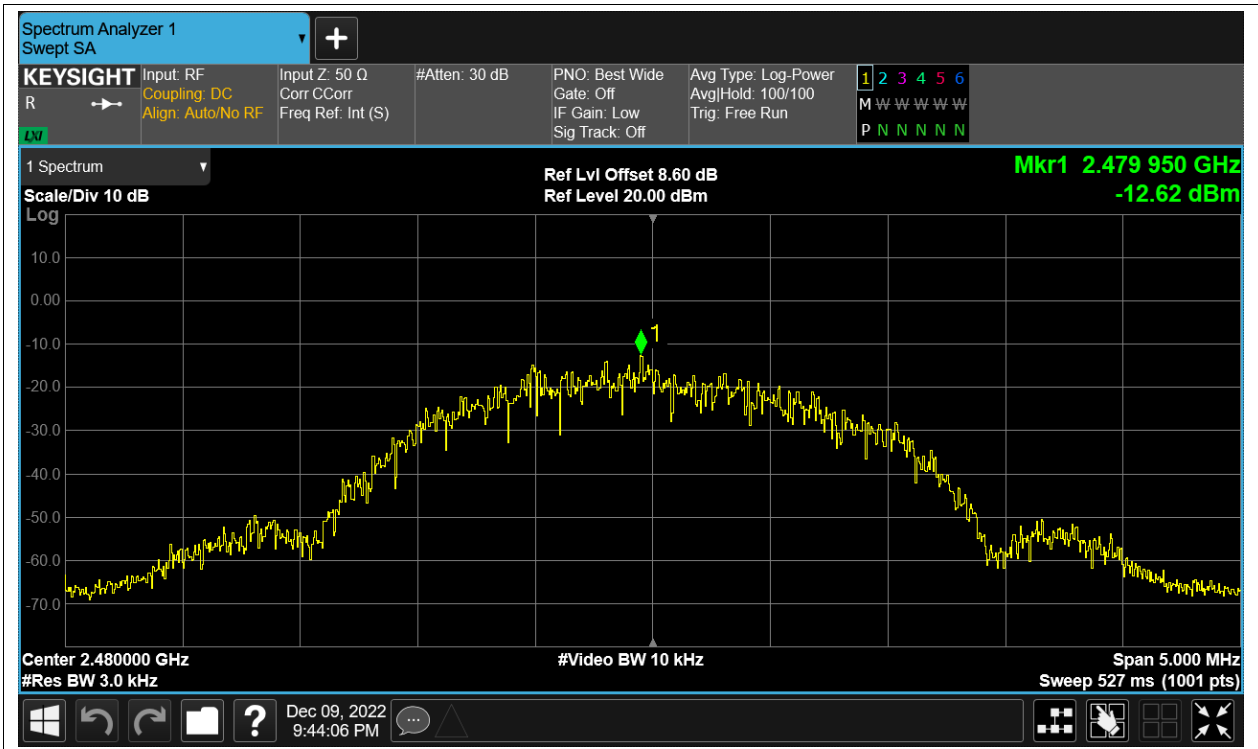 Spectrum Analyzer 1
Swept SA
+
KEYSIGHT
R
LXI
Input: RF
Coupling: DC
Align: Auto/No RF
Input Z: 50 Ω
Corr CCorr
Freq Ref: Int (S)
#Atten: 30 dB
PNO: Best Wide
Gate: Off
IF Gain: Low
Sig Track: Off
Avg Type: Log-Power
Avg|Hold: 100/100
Trig: Free Run
1 2 3 4 5 6
M W W W W W
P N N N N N
1 Spectrum
Scale/Div 10 dB
Ref Lvl Offset 8.60 dB
Ref Level 20.00 dBm
Mkr1 2.479 950 GHz
-12.62 dBm
Log
10.0
0.00
-10.0
-20.0
-30.0
-40.0
-50.0
-60.0
-70.0
1
Center 2.480000 GHz
#Res BW 3.0 kHz
#Video BW 10 kHz
Span 5.000 MHz
Sweep 527 ms (1001 pts)
?
Dec 09, 2022
9:44:06 PM